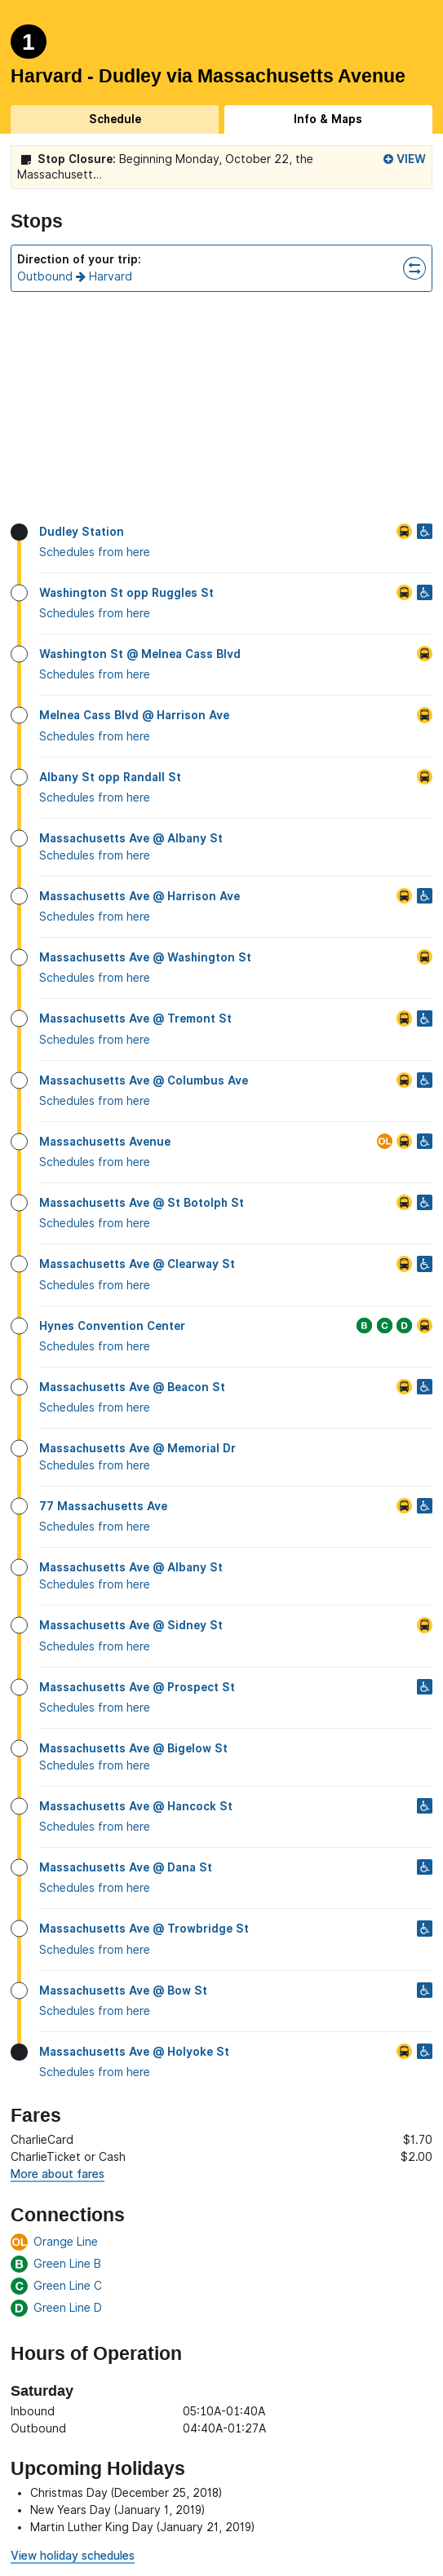 1
Harvard - Dudley via Massachusetts Avenue
Schedule
Info & Maps
Stop Closure: Beginning Monday, October 22, the
Massachusett...
VIEW
Stops
Direction of your trip:
Outbound → Harvard
Dudley Station
Schedules from here
Washington St opp Ruggles St
Schedules from here
Washington St @ Melnea Cass Blvd
Schedules from here
Melnea Cass Blvd @ Harrison Ave
Schedules from here
Albany St opp Randall St
Schedules from here
Massachusetts Ave @ Albany St
Schedules from here
Massachusetts Ave @ Harrison Ave
Schedules from here
Massachusetts Ave @ Washington St
Schedules from here
Massachusetts Ave @ Tremont St
Schedules from here
Massachusetts Ave @ Columbus Ave
Schedules from here
Massachusetts Avenue
OL
Schedules from here
Massachusetts Ave @ St Botolph St
Schedules from here
Massachusetts Ave @ Clearway St
Schedules from here
Hynes Convention Center
B C D
Schedules from here
Massachusetts Ave @ Beacon St
Schedules from here
Massachusetts Ave @ Memorial Dr
Schedules from here
77 Massachusetts Ave
Schedules from here
Massachusetts Ave @ Albany St
Schedules from here
Massachusetts Ave @ Sidney St
Schedules from here
Massachusetts Ave @ Prospect St
Schedules from here
Massachusetts Ave @ Bigelow St
Schedules from here
Massachusetts Ave @ Hancock St
Schedules from here
Massachusetts Ave @ Dana St
Schedules from here
Massachusetts Ave @ Trowbridge St
Schedules from here
Massachusetts Ave @ Bow St
Schedules from here
Massachusetts Ave @ Holyoke St
Schedules from here
Fares
CharlieCard $1.70
CharlieTicket or Cash $2.00
More about fares
Connections
OL Orange Line
B Green Line B
C Green Line C
D Green Line D
Hours of Operation
Saturday
Inbound 05:10A-01:40A
Outbound 04:40A-01:27A
Upcoming Holidays
• Christmas Day (December 25, 2018)
• New Years Day (January 1, 2019)
• Martin Luther King Day (January 21, 2019)
View holiday schedules